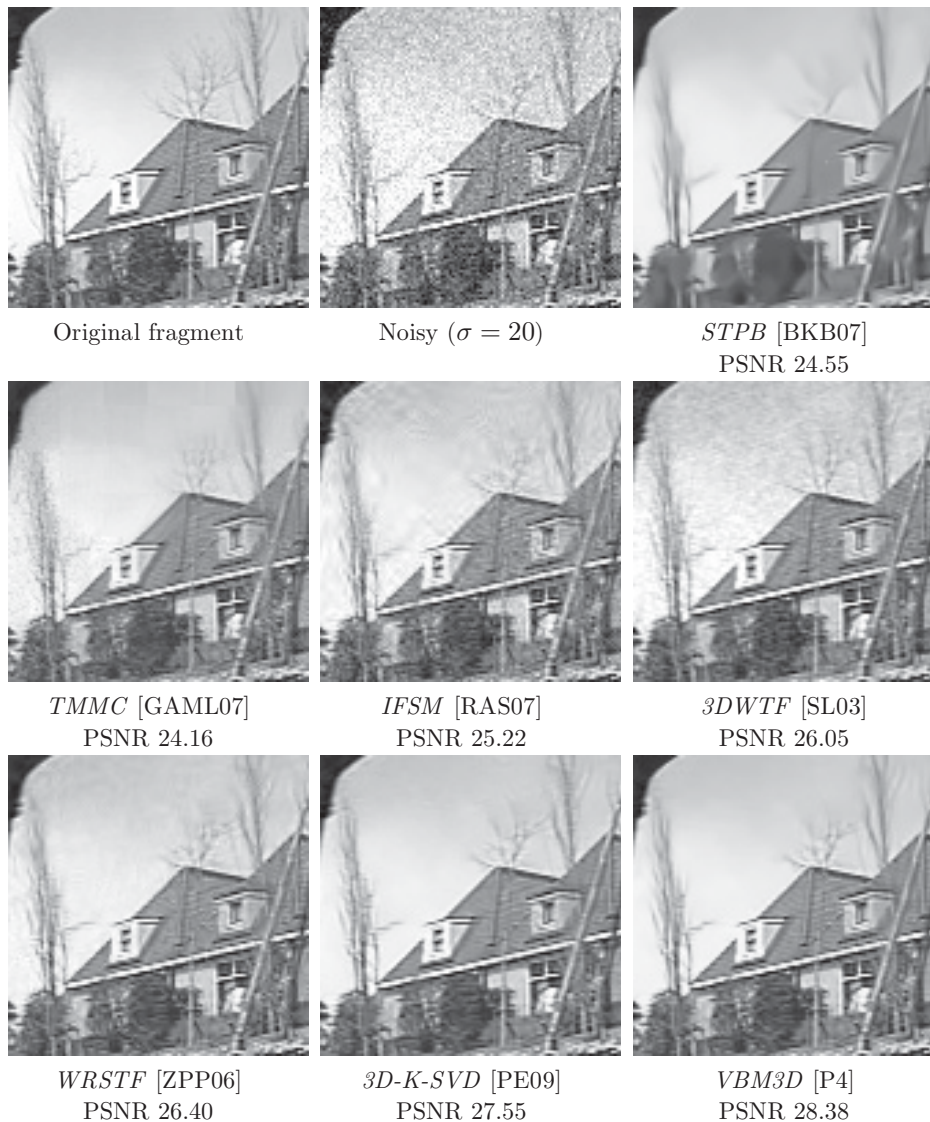 Original fragment
Noisy (σ = 20)
STPB [BKB07]
PSNR 24.55
TMMC [GAML07]
PSNR 24.16
IFSM [RAS07]
PSNR 25.22
3DWTF [SL03]
PSNR 26.05
WRSTF [ZPP06]
PSNR 26.40
3D-K-SVD [PE09]
PSNR 27.55
VBM3D [P4]
PSNR 28.38